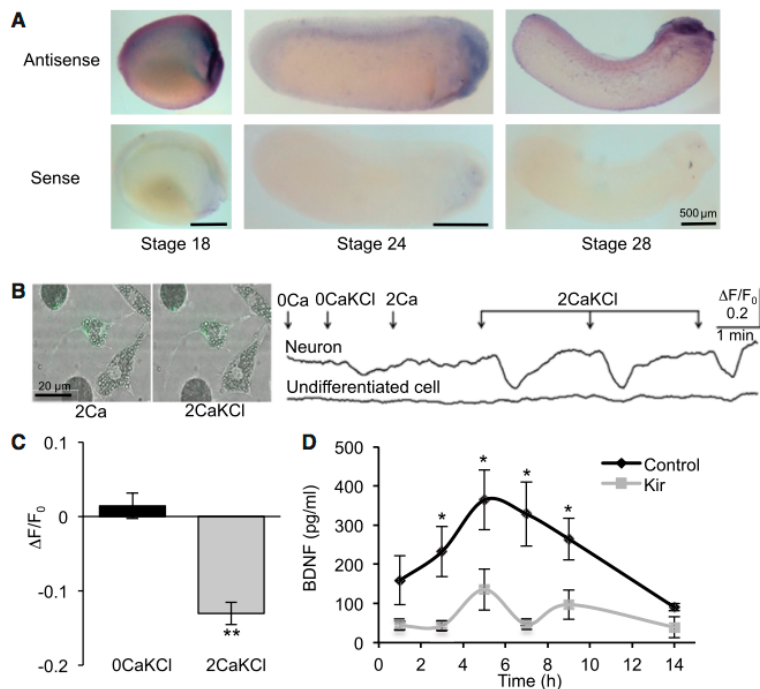 A
Antisense
Sense
500 µm
Stage 18 Stage 24 Stage 28
B
0Ca 0CaKCl 2Ca 2CaKCl ΔF/F0
0.2
1 min
Neuron
Undifferentiated cell
20 µm
2Ca 2CaKCl
C
0.1
0
-0.1
-0.2
ΔF/F0
0CaKCl 2CaKCl
**
D
500
400
300
200
100
0
BDNF (pg/ml)
* * * *
Control
Kir
0 2 4 6 8 10 12 14
Time (h)